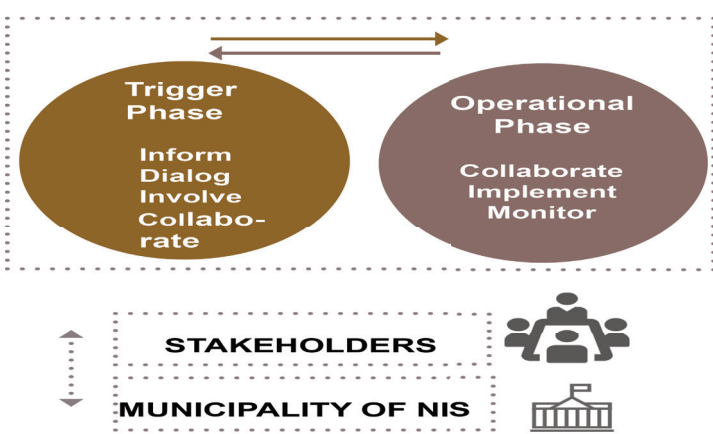 Trigger
Phase
Inform
Dialog
Involve
Collabo-
rate
Operational
Phase
Collaborate
Implement
Monitor
STAKEHOLDERS
MUNICIPALITY OF NIS